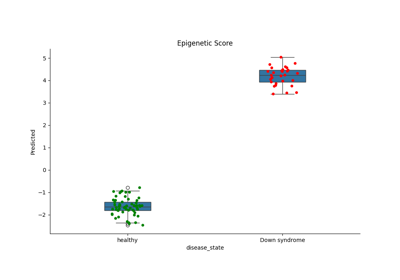 Epigenetic Score
5
4
3
2
1
0
−1
−2
Predicted
healthy
Down syndrome
disease_state